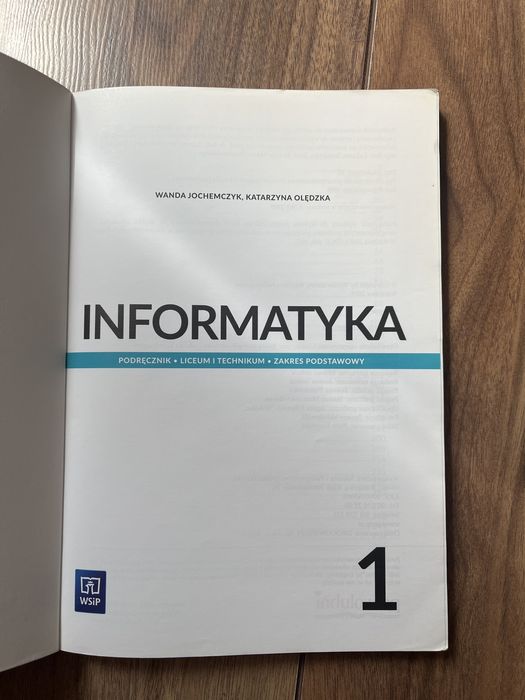 WANDA JOCHEMCZYK, KATARZYNA OLĘDZKA
INFORMATYKA
PODRĘCZNIK • LICEUM I TECHNIKUM • ZAKRES PODSTAWOWY
1
WSiP